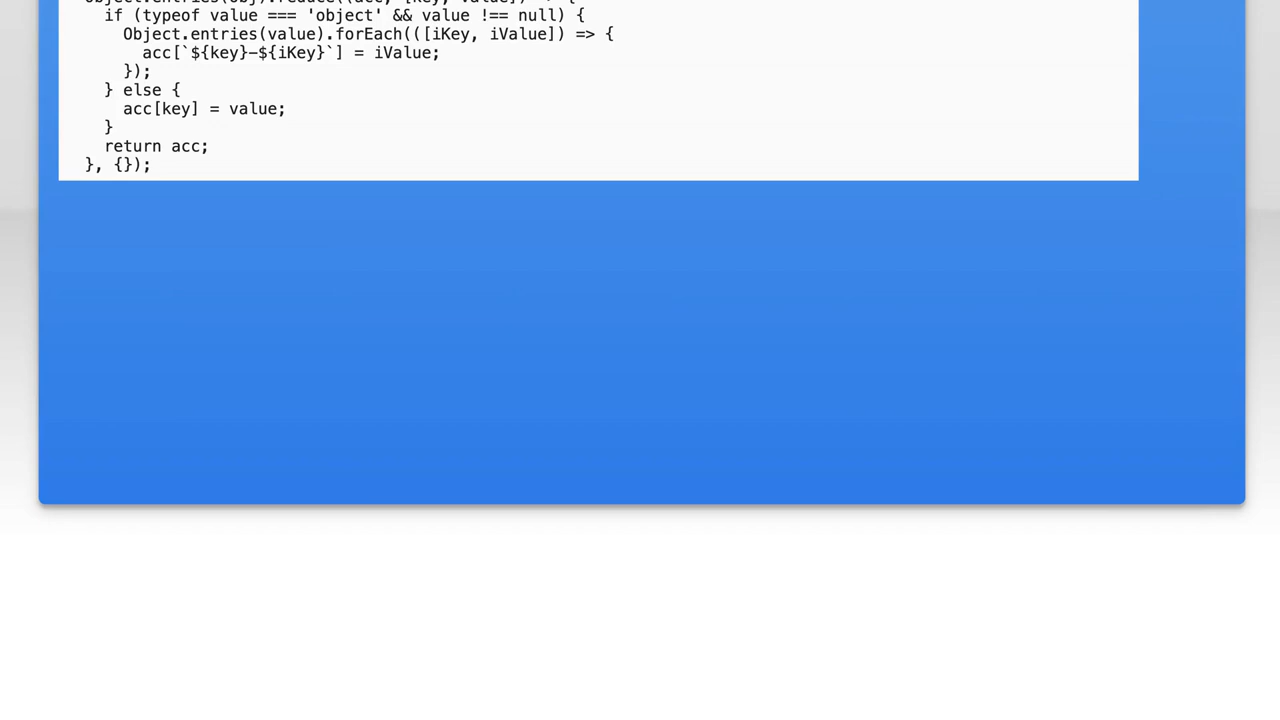 if (typeof value === 'object' && value !== null) {
Object.entries(value).forEach(([iKey, iValue]) => {
acc[`${key}-${iKey}`] = iValue;
});
} else {
acc[key] = value;
}
return acc;
}, {});